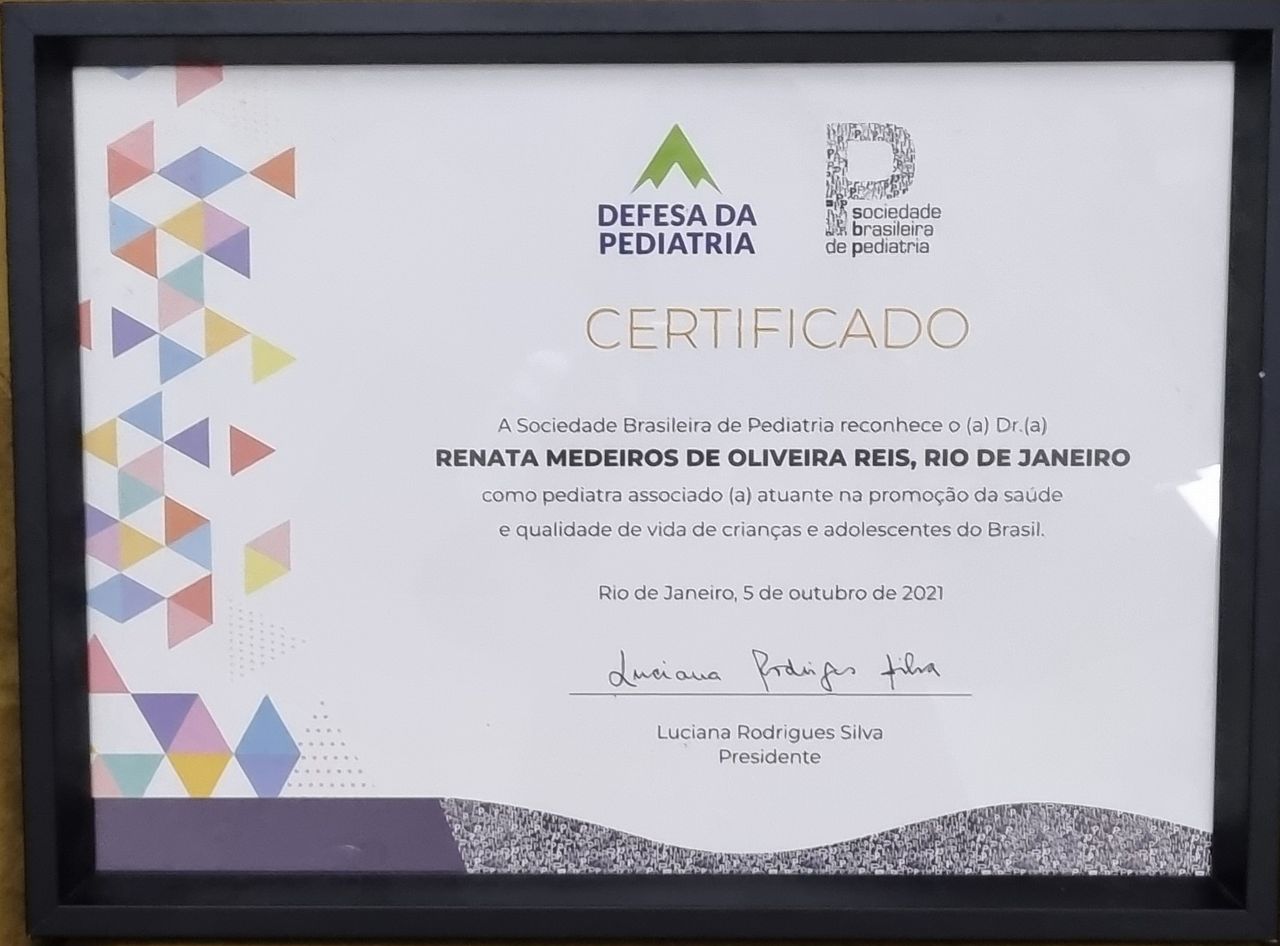 DEFESA DA
PEDIATRIA
sociedade
brasileira
de pediatria
CERTIFICADO
A Sociedade Brasileira de Pediatria reconhece o (a) Dr.(a)
RENATA MEDEIROS DE OLIVEIRA REIS, RIO DE JANEIRO
como pediatra associado (a) atuante na promoção da saúde
e qualidade de vida de crianças e adolescentes do Brasil.
Rio de Janeiro, 5 de outubro de 2021
Luciana Rodrigues Silva
Luciana Rodrigues Silva
Presidente